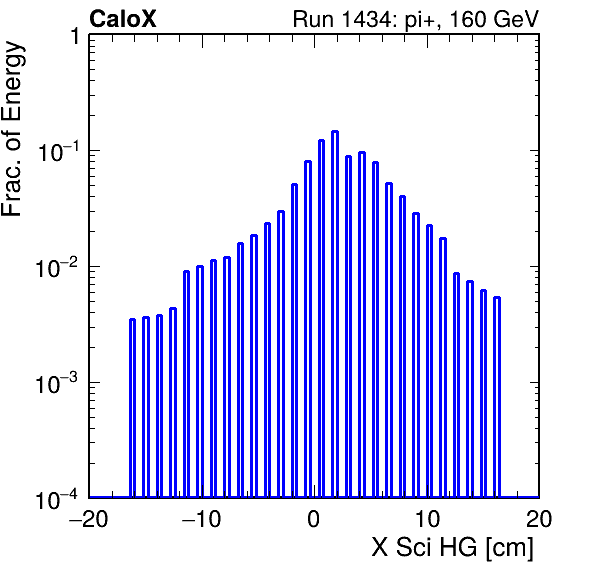 CaloX Run 1434: pi+, 160 GeV
Frac. of Energy
1
10⁻¹
10⁻²
10⁻³
10⁻⁴
−20 −10 0 10 20
X Sci HG [cm]